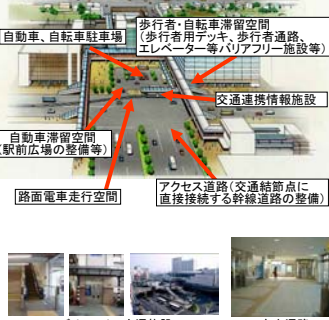 歩行者・自転車滞留空間
(歩行者用デッキ、歩行者通路、
エレベーター等バリアフリー施設等)
自動車、自転車駐車場
交通連携情報施設
自動車滞留空間
(駅前広場の整備等)
路面電車走行空間
アクセス道路(交通結節点に
直接接続する幹線道路の整備)